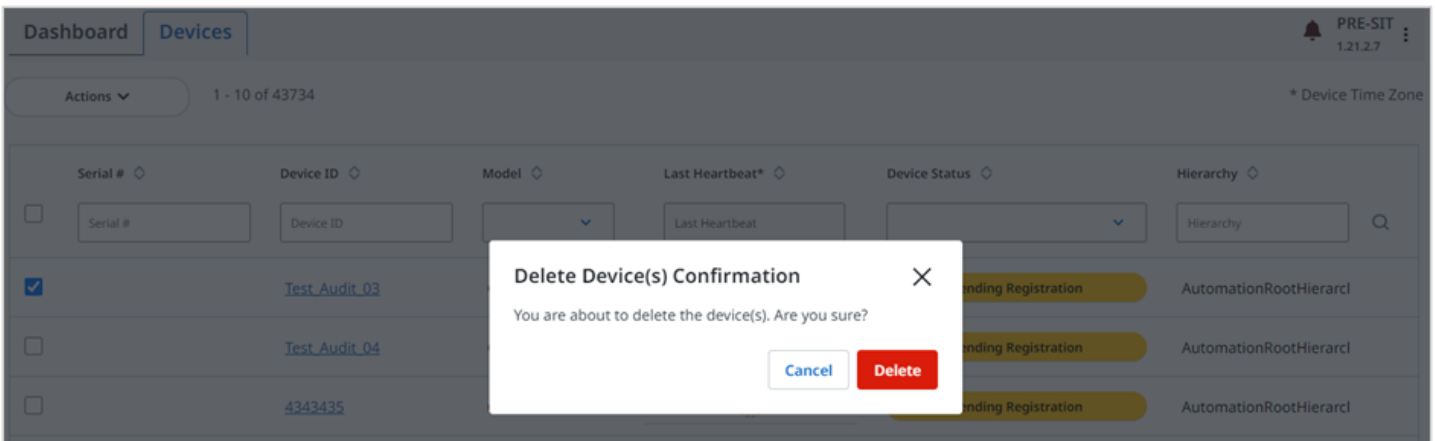 Dashboard Devices PRE-SIT
1.21.2.7
Actions 1 - 10 of 43734 * Device Time Zone
Serial # Device ID Model Last Heartbeat* Device Status Hierarchy
Serial # Device ID Last Heartbeat Hierarchy
Delete Device(s) Confirmation
Test_Audit_03 nding Registration AutomationRootHierarcl
You are about to delete the device(s). Are you sure?
Test_Audit_04 nding Registration AutomationRootHierarcl
Cancel Delete
4343435 nding Registration AutomationRootHierarcl